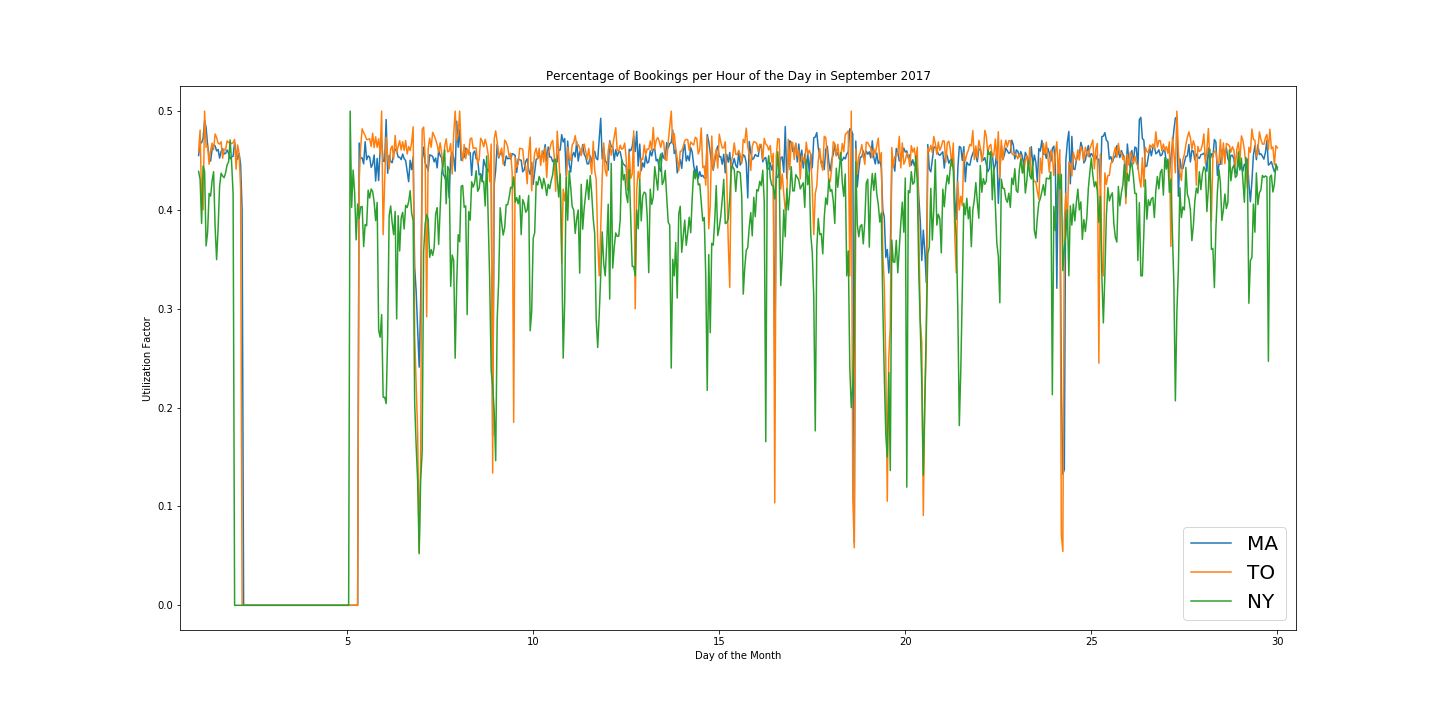 Percentage of Bookings per Hour of the Day in September 2017
Utilization Factor
0.5
0.4
0.3
0.2
0.1
0.0
MA
TO
NY
5 10 15 20 25 30
Day of the Month